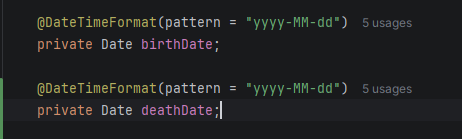 @DateTimeFormat(pattern = "yyyy-MM-dd") 5 usages
private Date birthDate;
@DateTimeFormat(pattern = "yyyy-MM-dd") 5 usages
private Date deathDate;